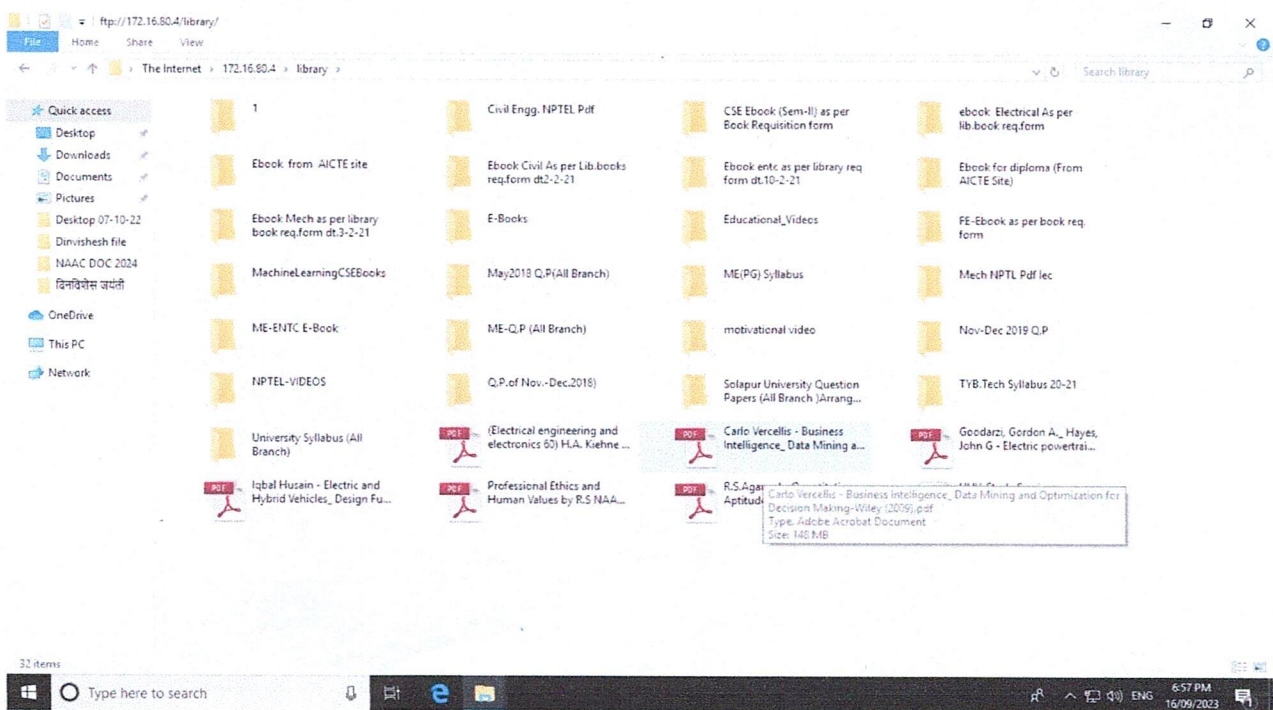 ftp://172.16.80.4/library/
File Home Share View
The Internet > 172.16.80.4 > library >
Search library
Quick access
Desktop
Downloads
Documents
Pictures
Desktop 07-10-22
Dinvishesh file
NAAC DOC 2024
दिनविशेस जयंती
OneDrive
This PC
Network
1
Civil Engg. NPTEL Pdf
CSE Ebook (Sem-II) as per
Book Requisition form
ebook Electrical As per
lib.book req.form
Ebook from AICTE site
Ebook Civil As per Lib.books
req.form dt2-2-21
Ebook entc as per library req
form dt.10-2-21
Ebook for diploma (From
AICTE Site)
Ebook Mech as per library
book req.form dt.3-2-21
E-Books
Educational_Videos
FE-Ebook as per book req.
form
MachineLearningCSEBooks
May2018 Q.P(All Branch)
ME(PG) Syllabus
Mech NPTL Pdf lec
ME-ENTC E-Book
ME-Q.P (All Branch)
motivational video
Nov-Dec 2019 Q.P
NPTEL-VIDEOS
Q.P.of Nov.-Dec.2018)
Solapur University Question
Papers (All Branch )Arrang...
TYB.Tech Syllabus 20-21
University Syllabus (All
Branch)
PDF
(Electrical engineering and
electronics 60) H.A. Kiehne ...
PDF
Carlo Vercellis - Business
Intelligence_ Data Mining a...
PDF
Goodarzi, Gordon A._ Hayes,
John G - Electric powertrai...
PDF
Iqbal Husain - Electric and
Hybrid Vehicles_ Design Fu...
PDF
Professional Ethics and
Human Values by R.S NAA...
PDF
Carlo Vercellis - Business Intelligence_ Data Mining and Optimization for
Decision Making-Wiley (2009).pdf
Type: Adobe Acrobat Document
Size: 148 MB
32 items
Type here to search
ENG
6:57 PM
16/09/2023